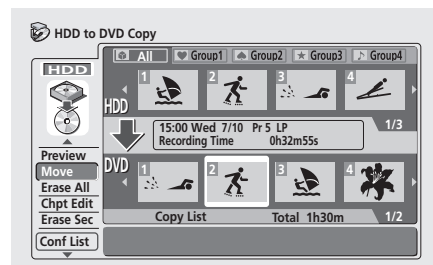 HDD to DVD Copy
All Group1 Group2 Group3 Group4
HDD
1 2 3 4
HDD
15:00 Wed 7/10 Pr 5 LP
Recording Time 0h32m55s
1/3
Preview
Move
Erase All
Chpt Edit
Erase Sec
Conf List
DVD
1 2 3 4
Copy List Total 1h30m 1/2